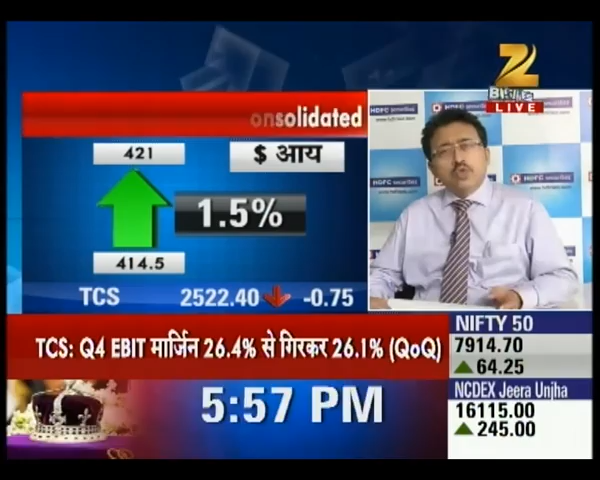 Z
LIVE
onsolidated
HDFC securities
HDFC securities
421
$ आय
1.5%
414.5
TCS 2522.40 -0.75
TCS: Q4 EBIT मार्जिन 26.4% से गिरकर 26.1% (QoQ)
NIFTY 50
7914.70
64.25
NCDEX Jeera Unjha
16115.00
245.00
5:57 PM